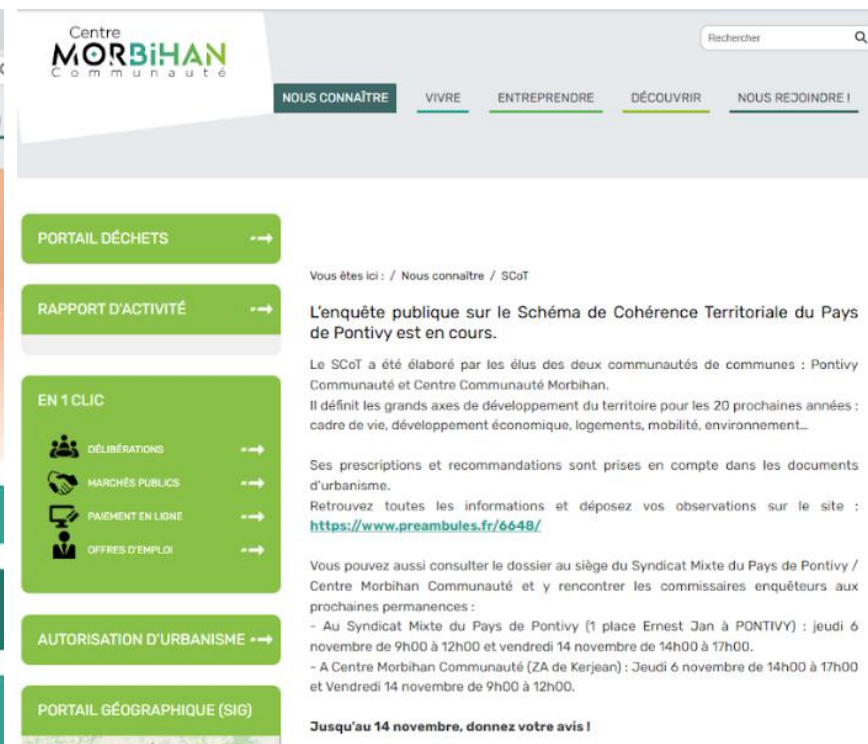 Centre
MORBiHAN
Communauté
Rechercher
NOUS CONNAÎTRE VIVRE ENTREPRENDRE DÉCOUVRIR NOUS REJOINDRE !
PORTAIL DÉCHETS
RAPPORT D'ACTIVITÉ
EN 1 CLIC
DÉLIBÉRATIONS
MARCHÉS PUBLICS
PAIEMENT EN LIGNE
OFFRES D'EMPLOI
AUTORISATION D'URBANISME
PORTAIL GÉOGRAPHIQUE (SIG)
Vous êtes ici : / Nous connaître / SCoT
L'enquête publique sur le Schéma de Cohérence Territoriale du Pays
de Pontivy est en cours.
Le SCoT a été élaboré par les élus des deux communautés de communes : Pontivy
Communauté et Centre Communauté Morbihan.
Il définit les grands axes de développement du territoire pour les 20 prochaines années :
cadre de vie, développement économique, logements, mobilité, environnement...
Ses prescriptions et recommandations sont prises en compte dans les documents
d'urbanisme.
Retrouvez toutes les informations et déposez vos observations sur le site :
https://www.preambules.fr/6648/
Vous pouvez aussi consulter le dossier au siège du Syndicat Mixte du Pays de Pontivy /
Centre Morbihan Communauté et y rencontrer les commissaires enquêteurs aux
prochaines permanences :
- Au Syndicat Mixte du Pays de Pontivy (1 place Ernest Jan à PONTIVY) : jeudi 6
novembre de 9h00 à 12h00 et vendredi 14 novembre de 14h00 à
17h00.
- A Centre Morbihan Communauté (ZA de Kerjean) : Jeudi 6 novembre de 14h00 à 17h00
et Vendredi 14 novembre de 9h00 à 12h00.
Jusqu'au 14 novembre, donnez votre avis !